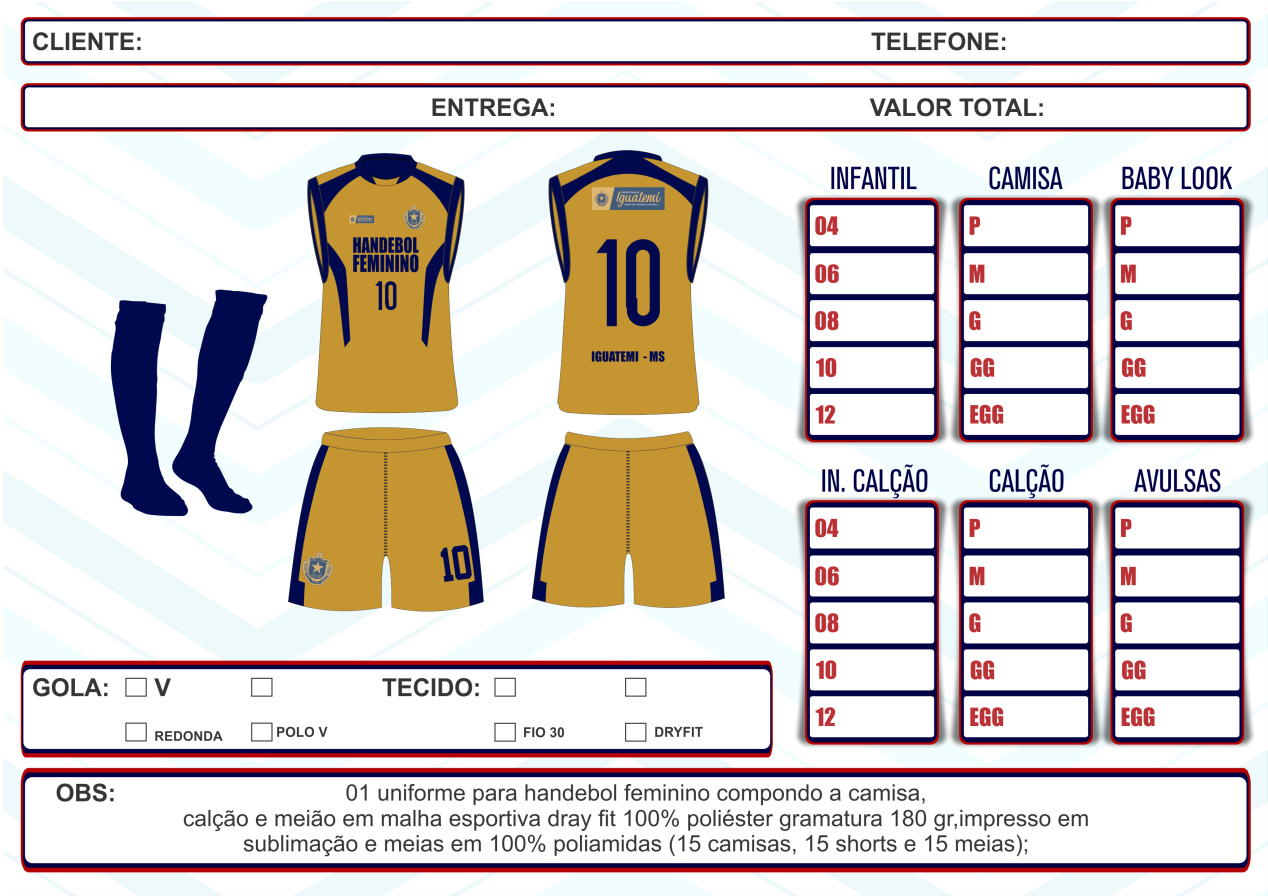 CLIENTE: TELEFONE:
ENTREGA: VALOR TOTAL:
HANDEBOL
FEMININO
10
Iguatemi
10
IGUATEMI - MS
10
INFANTIL
04
06
08
10
12
CAMISA
P
M
G
GG
EGG
BABY LOOK
P
M
G
GG
EGG
IN. CALÇÃO
04
06
08
10
12
CALÇÃO
P
M
G
GG
EGG
AVULSAS
P
M
G
GG
EGG
GOLA: V TECIDO:
REDONDA POLO V FIO 30 DRYFIT
OBS: 01 uniforme para handebol feminino compondo a camisa,
calção e meião em malha esportiva dray fit 100% poliéster gramatura 180 gr,impresso em
sublimação e meias em 100% poliamidas (15 camisas, 15 shorts e 15 meias);